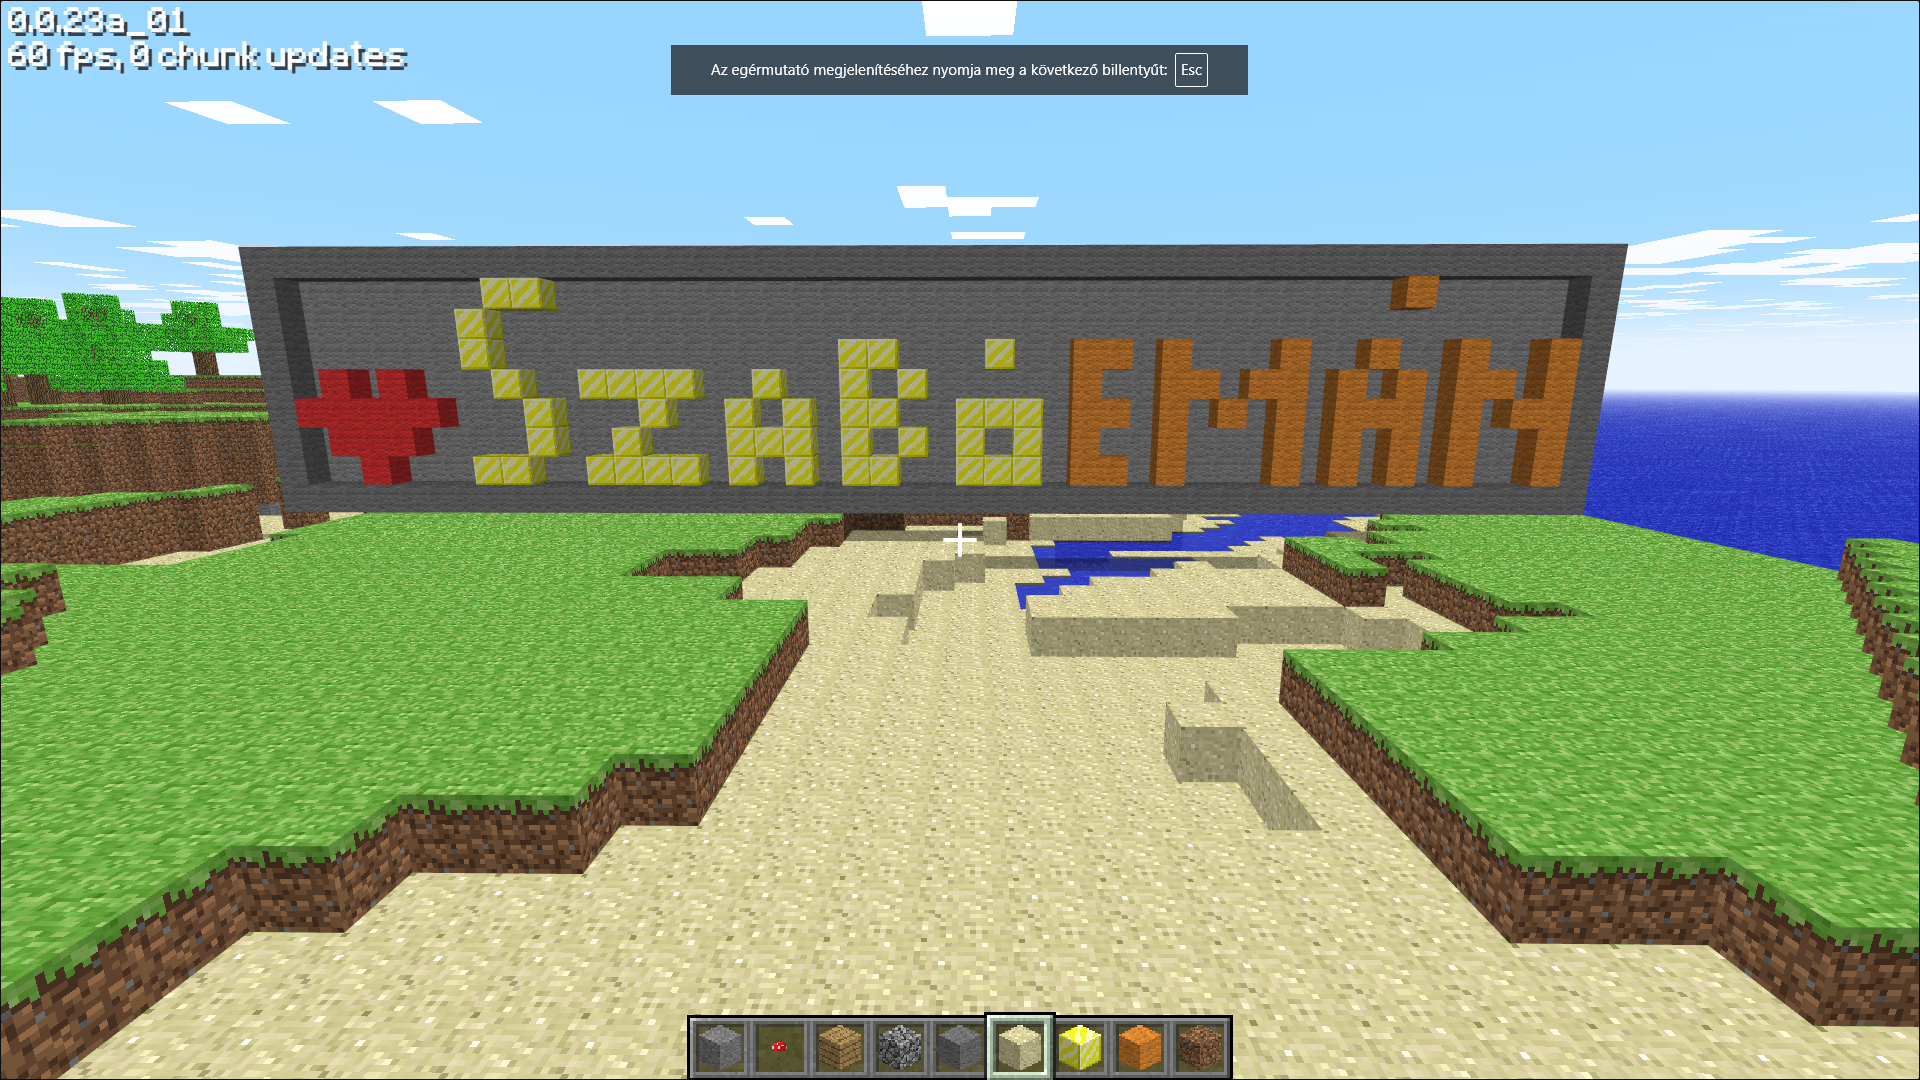 0.0.23a_01
60 fps, 0 chunk updates
Az egérmutató megjelenítéséhez nyomja meg a következő billentyűt: Esc
SZABó EMÁN